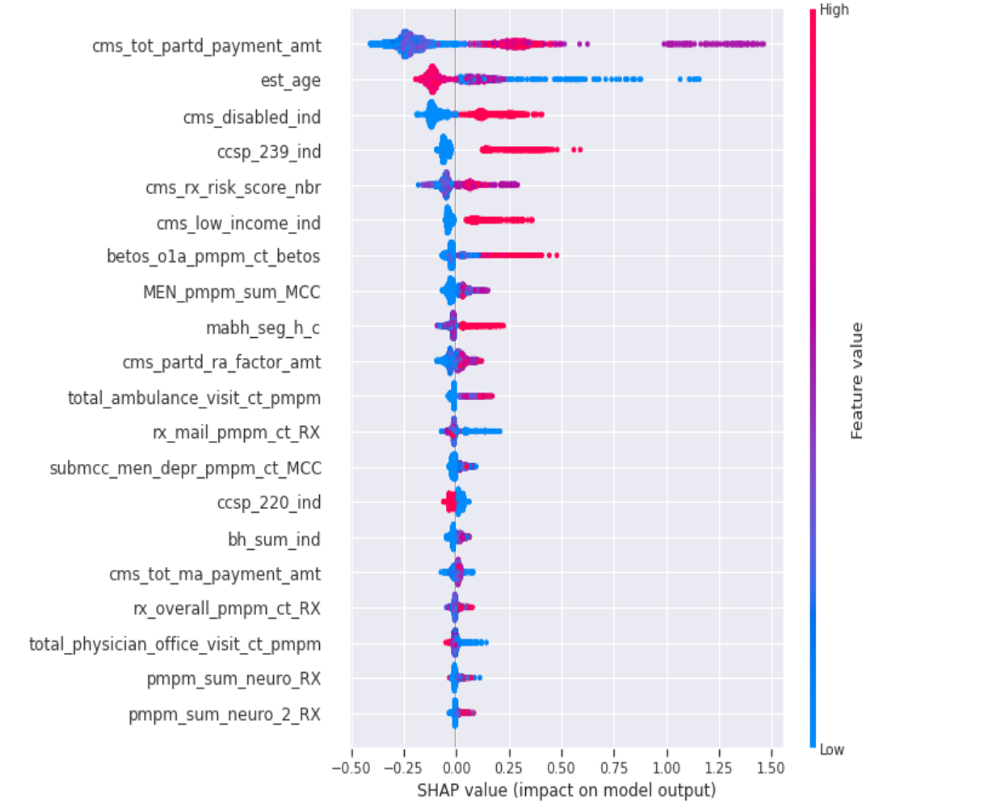 High
cms_tot_partd_payment_amt
est_age
cms_disabled_ind
ccsp_239_ind
cms_rx_risk_score_nbr
cms_low_income_ind
betos_o1a_pmpm_ct_betos
MEN_pmpm_sum_MCC
mabh_seg_h_c
cms_partd_ra_factor_amt
total_ambulance_visit_ct_pmpm
rx_mail_pmpm_ct_RX
submcc_men_depr_pmpm_ct_MCC
ccsp_220_ind
bh_sum_ind
cms_tot_ma_payment_amt
rx_overall_pmpm_ct_RX
total_physician_office_visit_ct_pmpm
pmpm_sum_neuro_RX
pmpm_sum_neuro_2_RX
Feature value
Low
−0.50 −0.25 0.00 0.25 0.50 0.75 1.00 1.25 1.50
SHAP value (impact on model output)